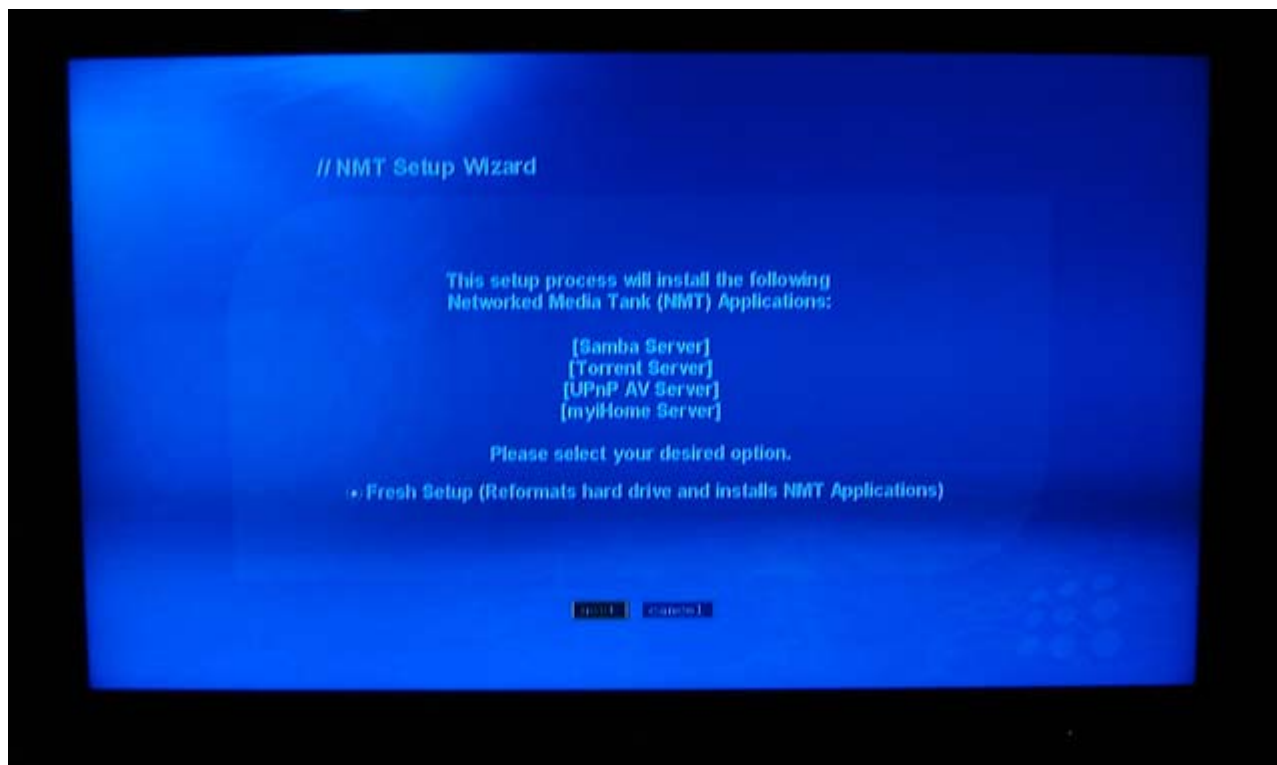 // NMT Setup Wizard
This setup process will install the following
Networked Media Tank (NMT) Applications:
[Samba Server]
[Torrent Server]
[UPnP AV Server]
[myiHome Server]
Please select your desired option.
Fresh Setup (Reformats hard drive and installs NMT Applications)
cancel